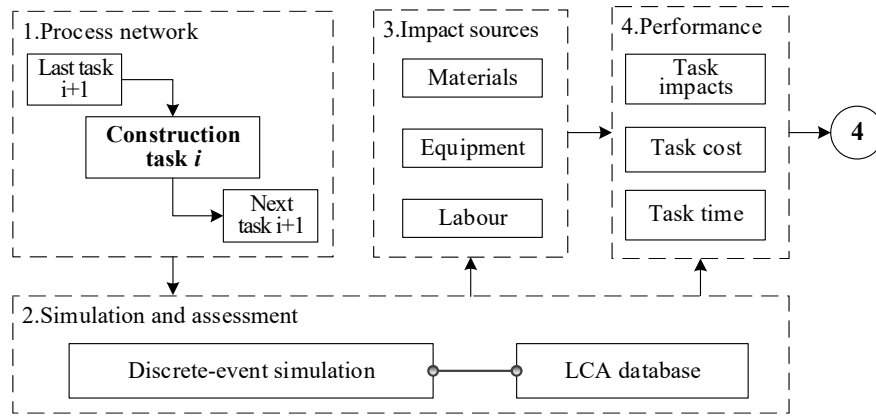 1.Process network
Last task
i+1
Construction
task i
Next
task i+1
3.Impact sources
Materials
Equipment
Labour
4.Performance
Task
impacts
Task cost
Task time
4
2.Simulation and assessment
Discrete-event simulation
LCA database